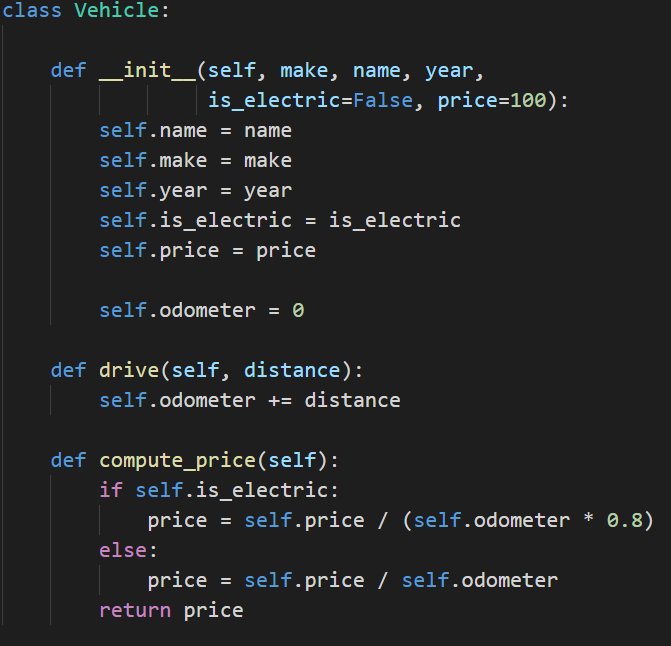 class Vehicle:
def __init__(self, make, name, year,
is_electric=False, price=100):
self.name = name
self.make = make
self.year = year
self.is_electric = is_electric
self.price = price
self.odometer = 0
def drive(self, distance):
self.odometer += distance
def compute_price(self):
if self.is_electric:
price = self.price / (self.odometer * 0.8)
else:
price = self.price / self.odometer
return price